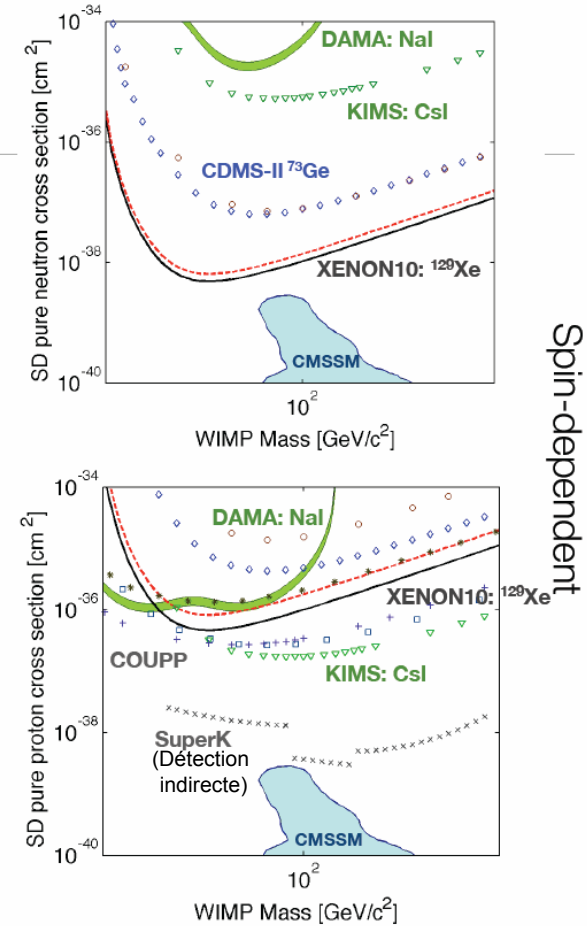 10^-34
10^-36
10^-38
10^-40
SD pure neutron cross section [cm^2]
DAMA: NaI
KIMS: CsI
CDMS-II ^73Ge
XENON10: ^129Xe
CMSSM
10^2
WIMP Mass [GeV/c^2]
Spin-dependent
10^-34
10^-36
10^-38
10^-40
SD pure proton cross section [cm^2]
DAMA: NaI
XENON10: ^129Xe
COUPP
KIMS: CsI
SuperK
(Détection
indirecte)
CMSSM
10^2
WIMP Mass [GeV/c^2]